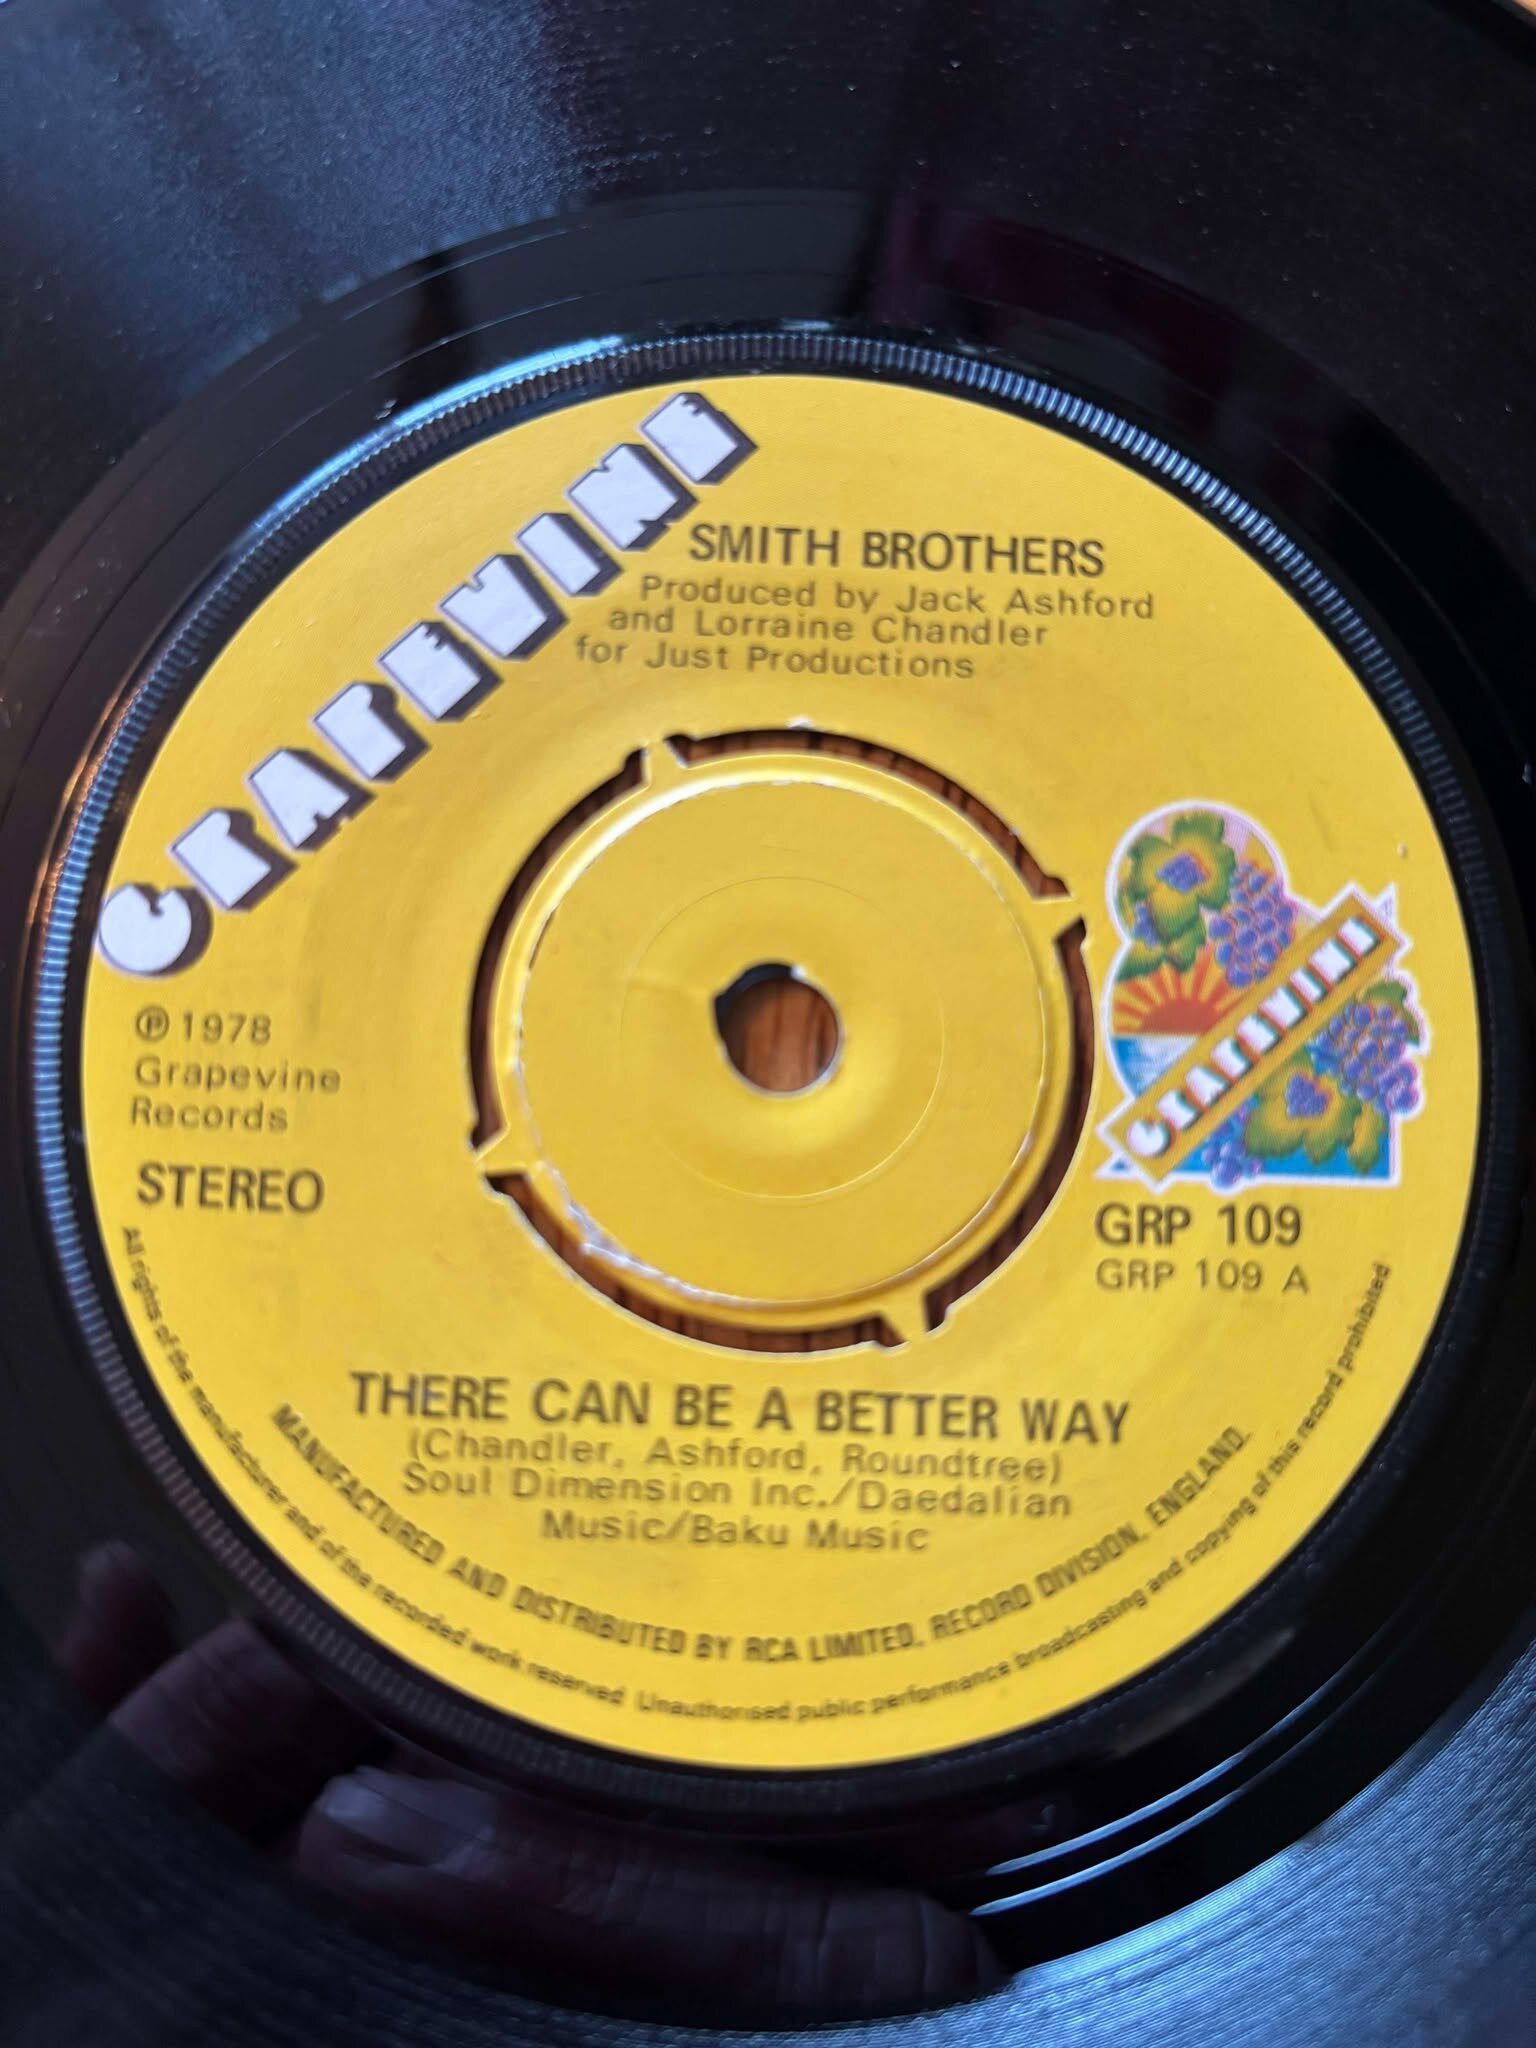 GRAPEVINE
SMITH BROTHERS
Produced by Jack Ashford
and Lorraine Chandler
for Just Productions
GRAPEVINE
℗ 1978
Grapevine
Records
STEREO
GRP 109
GRP 109 A
THERE CAN BE A BETTER WAY
(Chandler, Ashford, Roundtree)
Soul Dimension Inc./Daedalian
Music/Baku Music
MANUFACTURED AND DISTRIBUTED BY RCA LIMITED, RECORD DIVISION, ENGLAND.
All rights of the manufacturer and of the recorded work reserved Unauthorised public performance broadcasting and copying of this record prohibited